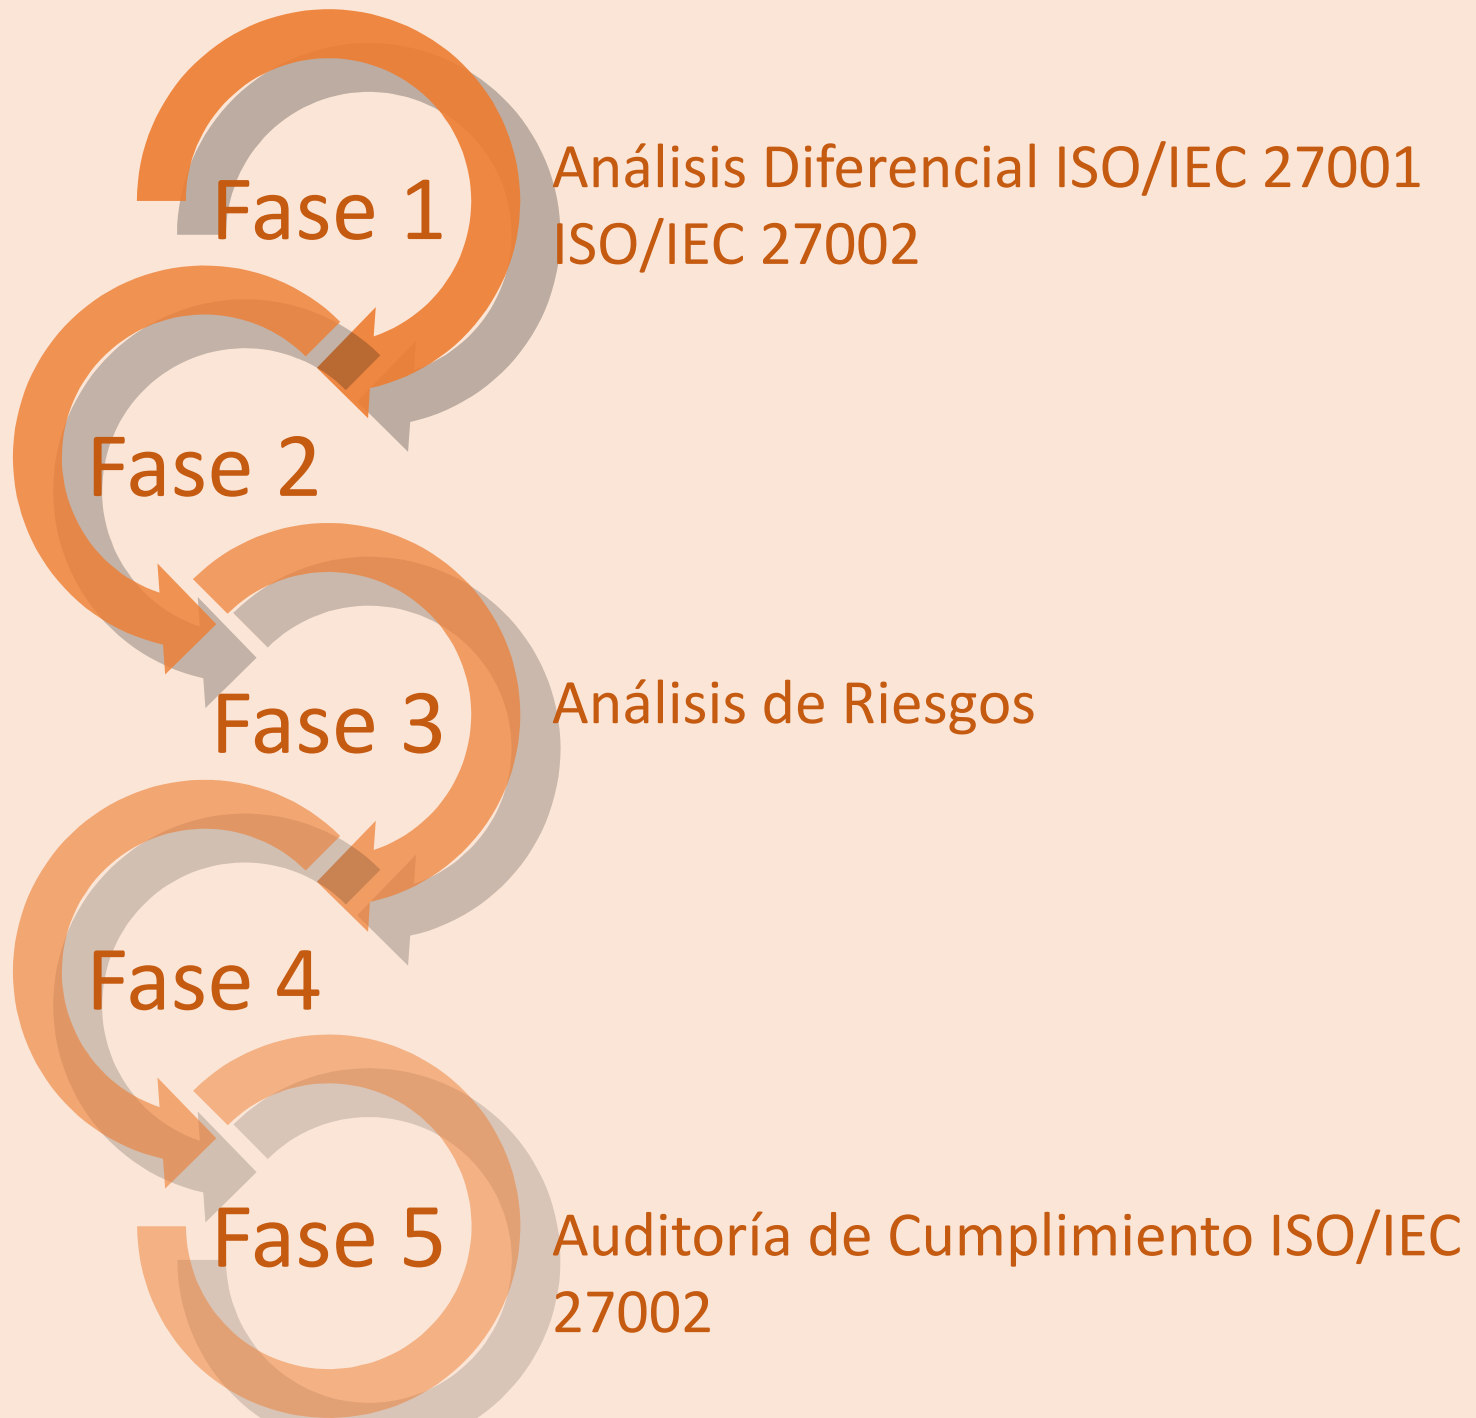 Fase 1
Análisis Diferencial ISO/IEC 27001
ISO/IEC 27002
Fase 2
Fase 3
Análisis de Riesgos
Fase 4
Fase 5
Auditoría de Cumplimiento ISO/IEC
27002